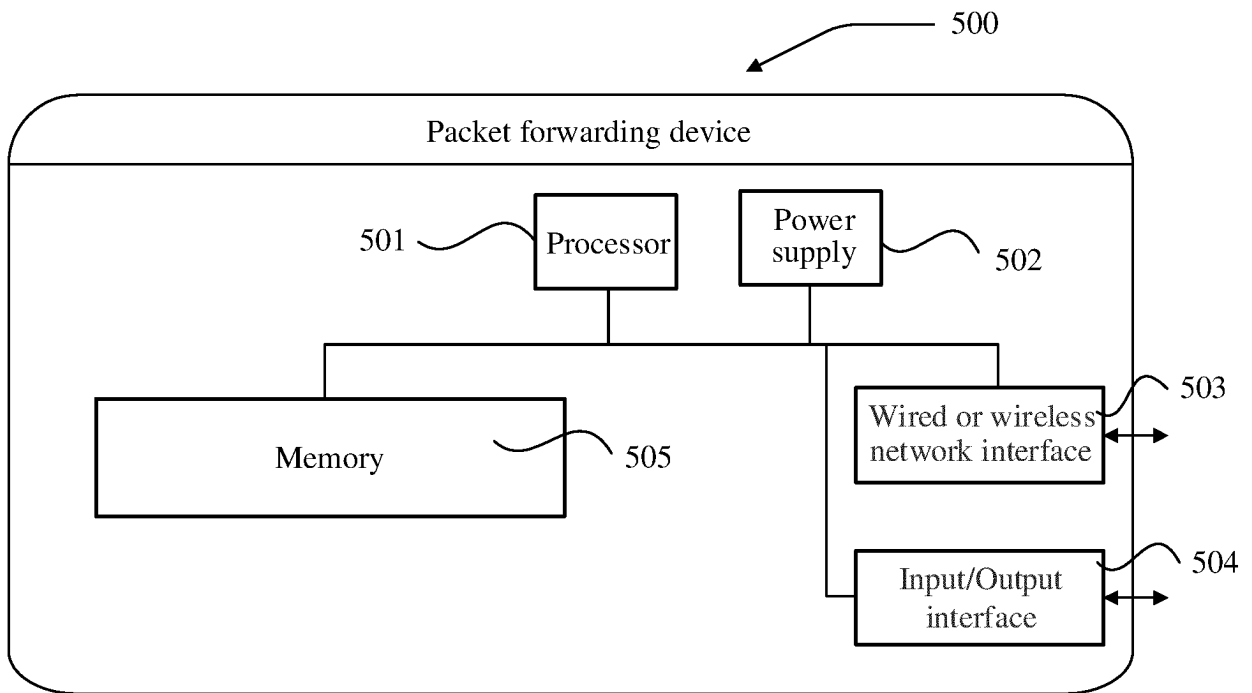 500
Packet forwarding device
501
Processor
Power
supply
502
503
Wired or wireless
network interface
Memory
505
504
Input/Output
interface